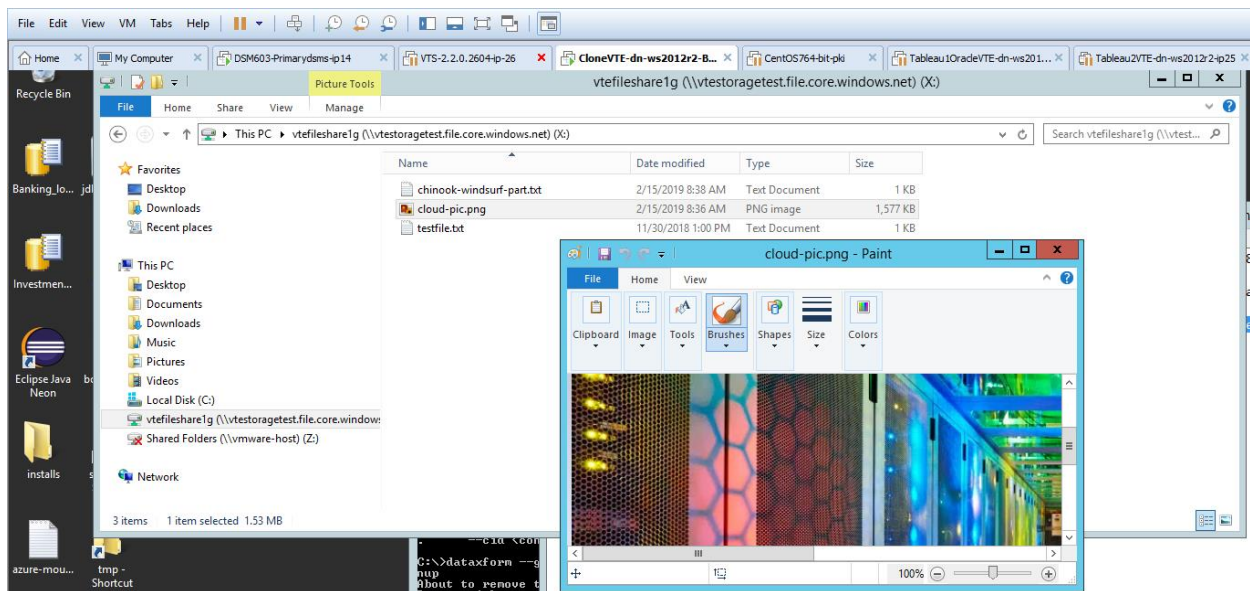 File Edit View VM Tabs Help
Home My Computer DSM603-Primarydsms-ip14 VTS-2.2.0.2604-ip-26 CloneVTE-dn-ws2012r2-B... CentOS764-bit-pki Tableau1OradeVTE-dn-ws201... Tableau2VTE-dn-ws2012r2-ip25
Recycle Bin
Picture Tools
vtefileshare1g (\\vtestoragetest.file.core.windows.net) (X:)
File Home Share View Manage
This PC vtefileshare1g (\\vtestoragetest.file.core.windows.net) (X:)
Search vtefileshare1g (\\vtest...
Name Date modified Type Size
Favorites
Desktop
Downloads
Recent places
chinook-windsurf-part.txt 2/15/2019 8:38 AM Text Document 1 KB
cloud-pic.png 2/15/2019 8:36 AM PNG image 1,577 KB
testfile.txt 11/30/2018 1:00 PM Text Document 1 KB
Banking_lo...
jdl
This PC
Desktop
Documents
Downloads
Music
Pictures
Videos
Local Disk (C:)
vtefileshare1g (\\vtestoragetest.file.core.window
Shared Folders (\\vmware-host) (Z:)
Network
Investmen...
Eclipse Java
Neon
installs
3 items 1 item selected 1.53 MB
cloud-pic.png - Paint
File Home View
Clipboard Image Tools Brushes Shapes Size Colors
100%
azure-mou...
tmp -
Shortcut
--cid <con
C:\>dataxform --g
nup
About to remove t